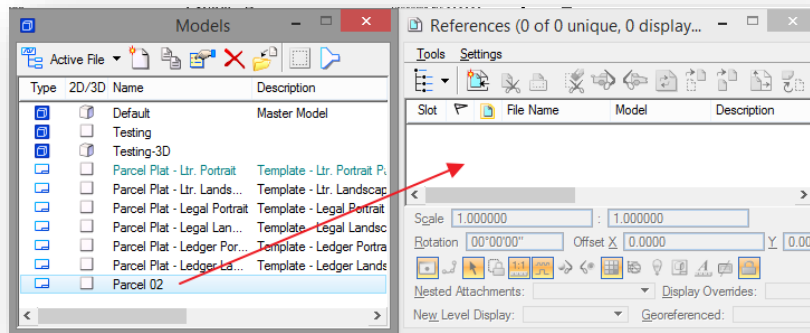 Models
References (0 of 0 unique, 0 display...
Active File
Tools Settings
Type 2D/3D Name Description
Default Master Model
Testing
Testing-3D
Parcel Plat - Ltr. Portrait Template - Ltr. Portrait
Parcel Plat - Ltr. Lands... Template - Ltr. Landscap
Parcel Plat - Legal Portrait Template - Legal Portrait
Parcel Plat - Legal Lan... Template - Legal Landsc
Parcel Plat - Ledger Por... Template - Ledger Portra
Parcel Plat - Ledger La... Template - Ledger Lands
Parcel 02
Slot File Name Model Description
Scale 1.000000 : 1.000000
Rotation 00°00'00" Offset X 0.0000 Y 0.00
1:1
Nested Attachments: Display Overrides:
New Level Display: Georeferenced: